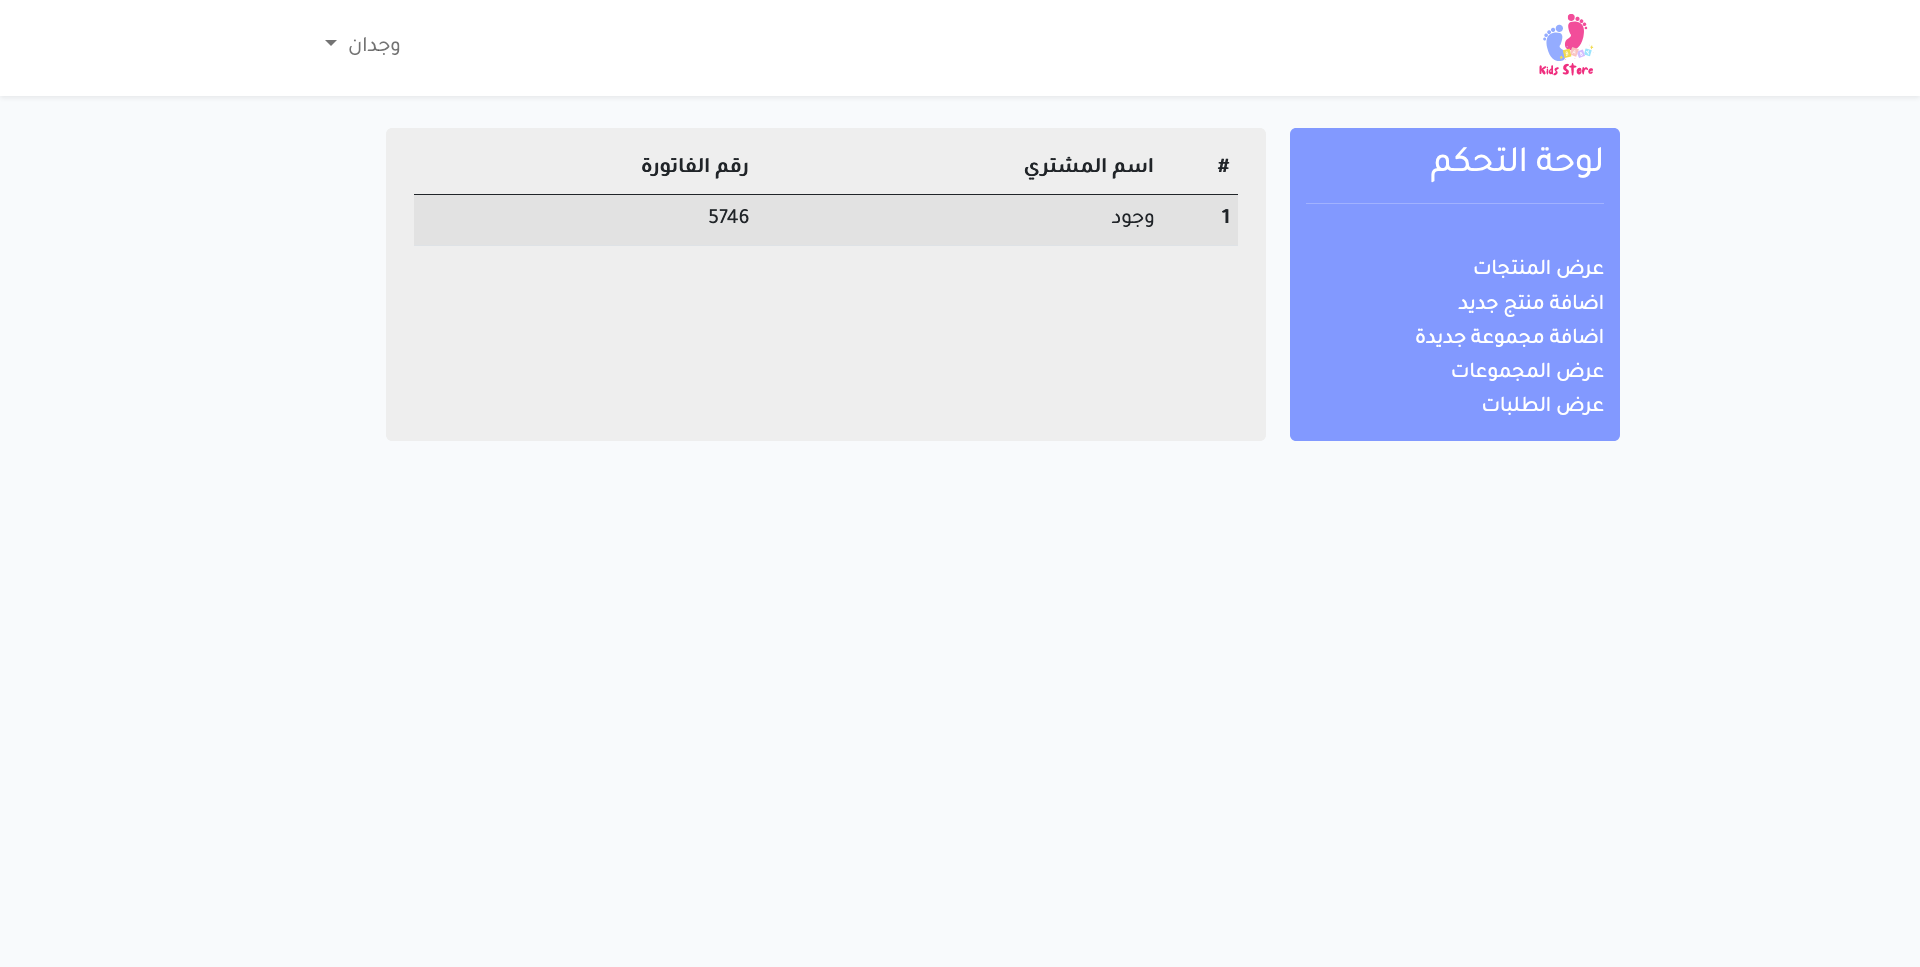 Kids Store
وجدان
لوحة التحكم
عرض المنتجات
اضافة منتج جديد
اضافة مجموعة جديدة
عرض المجموعات
عرض الطلبات
# اسم المشتري رقم الفاتورة
1 وجود 5746